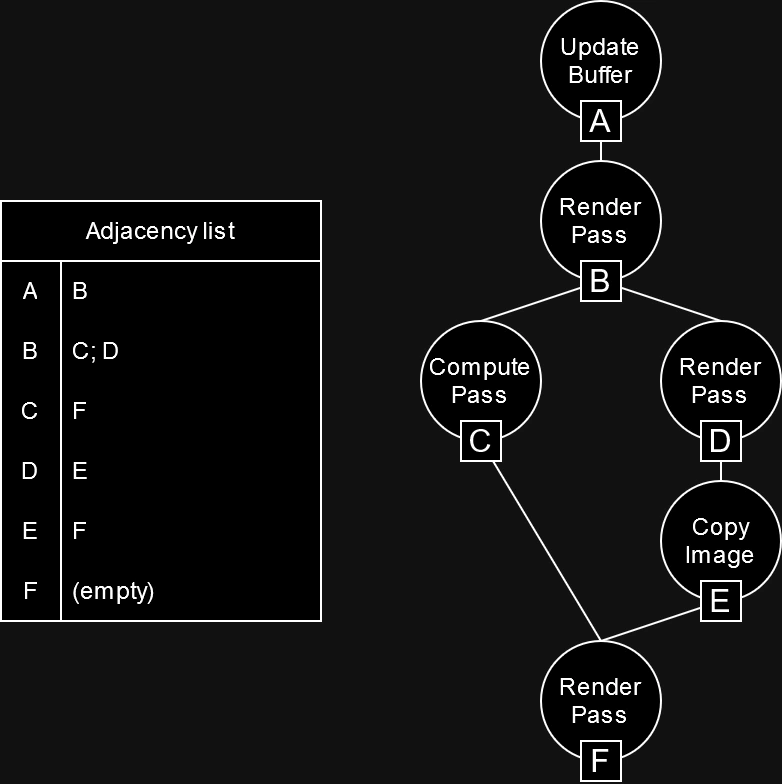 Update
Buffer
A
Render
Pass
B
Adjacency list
A B
B C; D
C F
D E
E F
F (empty)
Compute
Pass
C
Render
Pass
D
Copy
Image
E
Render
Pass
F